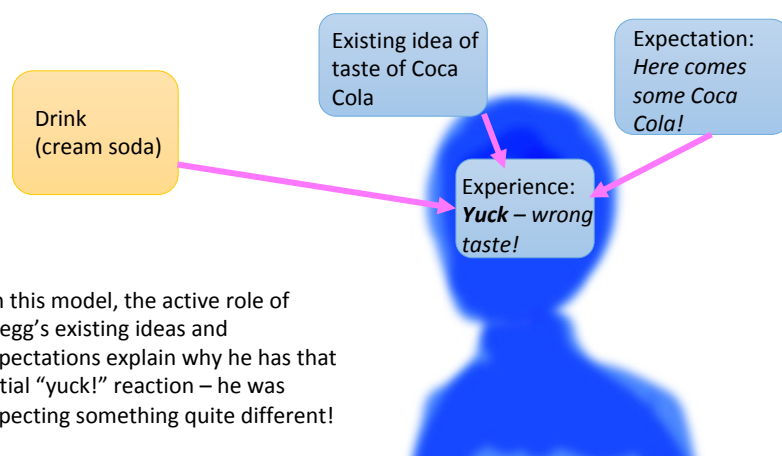 Existing idea of
taste of Coca
Cola
Expectation:
Here comes
some Coca
Cola!
Drink
(cream soda)
Experience:
Yuck – wrong
taste!
n this model, the active role of
egg’s existing ideas and
pectations explain why he has that
tial “yuck!” reaction – he was
pecting something quite different!